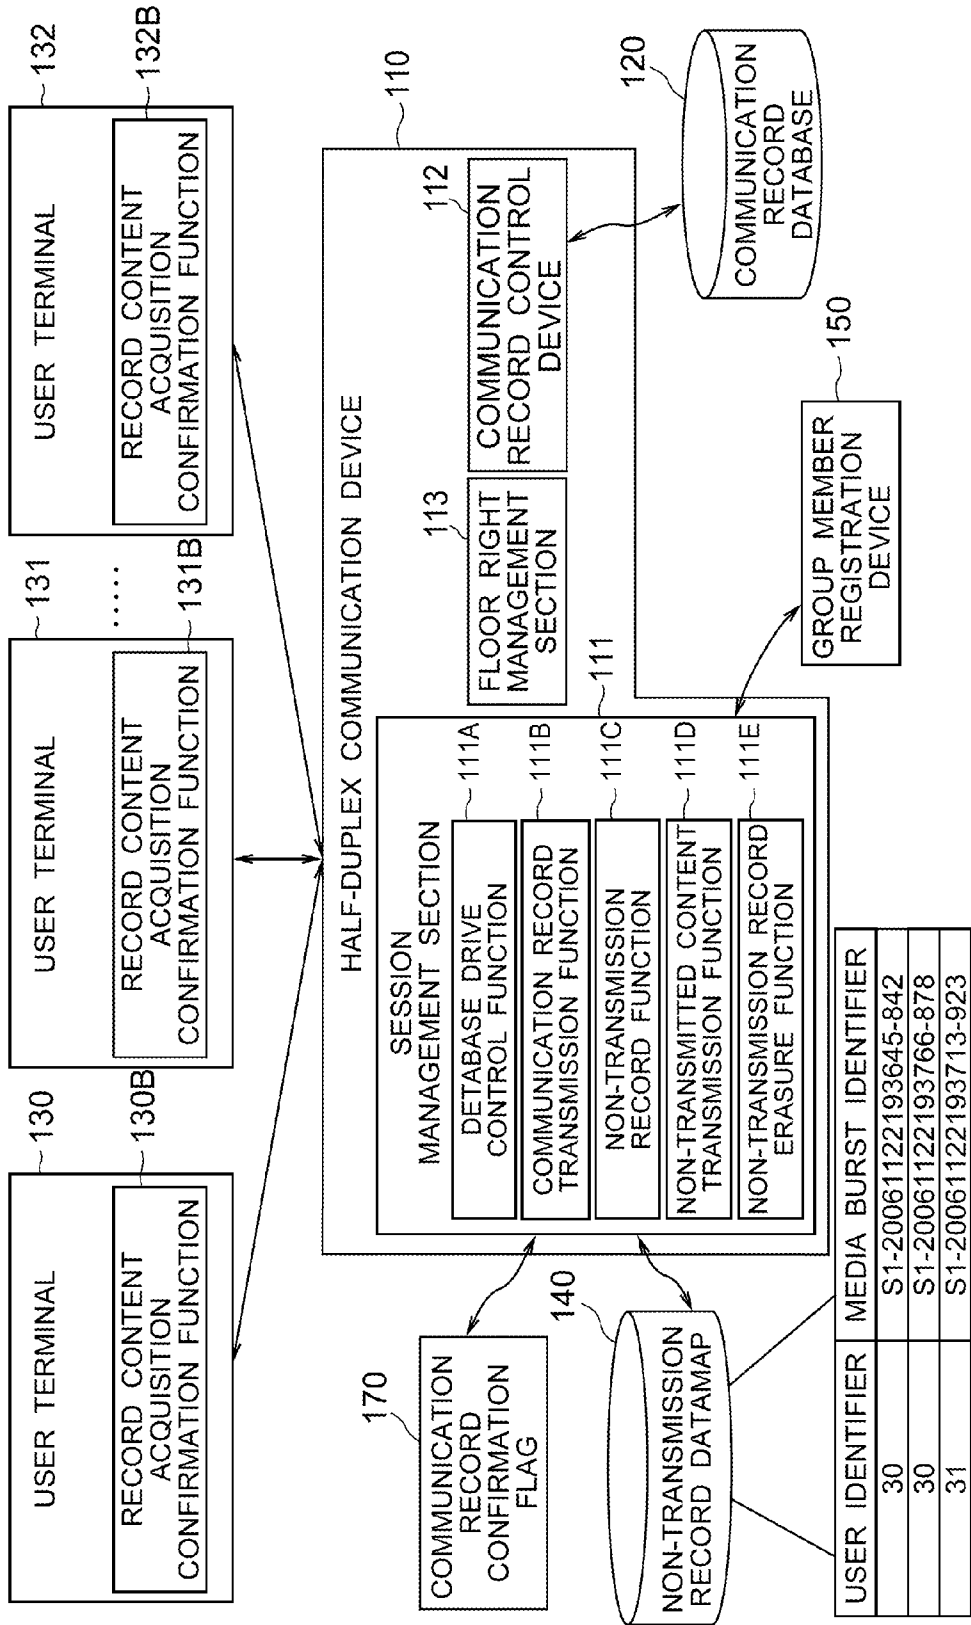 USER TERMINAL
130
RECORD CONTENT
ACQUISITION
CONFIRMATION FUNCTION
130B
USER TERMINAL
131
RECORD CONTENT
ACQUISITION
CONFIRMATION FUNCTION
131B
.....
USER TERMINAL
132
RECORD CONTENT
ACQUISITION
CONFIRMATION FUNCTION
132B
HALF-DUPLEX COMMUNICATION DEVICE
110
SESSION
MANAGEMENT SECTION
111
DETABASE DRIVE
CONTROL FUNCTION
111A
COMMUNICATION RECORD
TRANSMISSION FUNCTION
111B
NON-TRANSMISSION
RECORD FUNCTION
111C
NON-TRANSMITTED CONTENT
TRANSMISSION FUNCTION
111D
NON-TRANSMISSION RECORD
ERASURE FUNCTION
111E
113
FLOOR RIGHT
MANAGEMENT
SECTION
112
COMMUNICATION
RECORD CONTROL
DEVICE
120
COMMUNICATION
RECORD
DATABASE
150
GROUP MEMBER
REGISTRATION
DEVICE
170
COMMUNICATION
RECORD
CONFIRMATION
FLAG
140
NON-TRANSMISSION
RECORD DATAMAP
USER IDENTIFIER MEDIA BURST IDENTIFIER
30 S1-20061122193645-842
30 S1-20061122193766-878
31 S1-20061122193713-923